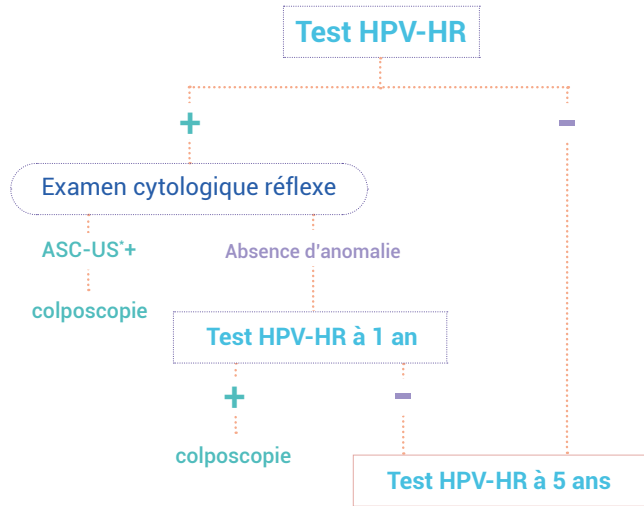 Test HPV-HR
+
-
Examen cytologique réflexe
ASC-US*+
Absence d'anomalie
colposcopie
Test HPV-HR à 1 an
+
-
colposcopie
Test HPV-HR à 5 ans